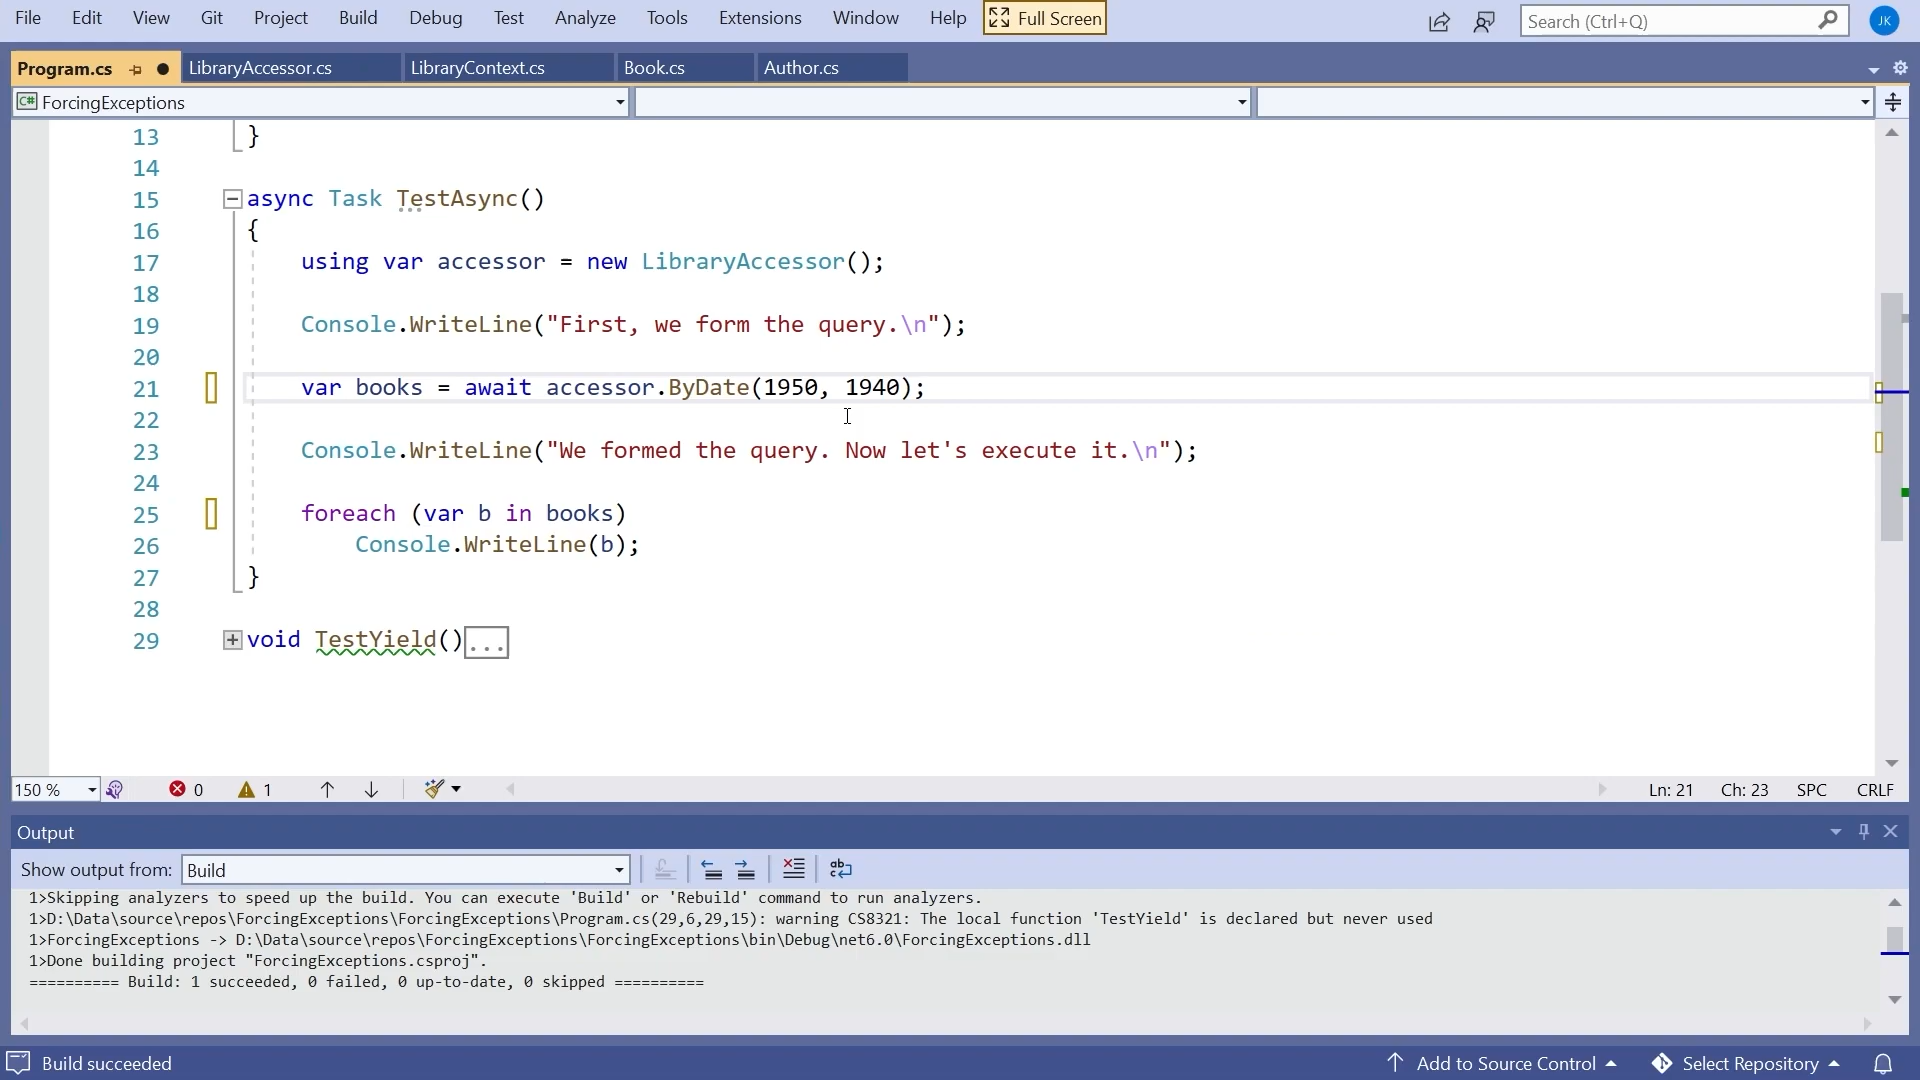 File Edit View Git Project Build Debug Test Analyze Tools Extensions Window Help Full Screen Search (Ctrl+Q) JK
Program.cs LibraryAccessor.cs LibraryContext.cs Book.cs Author.cs
C# ForcingExceptions
13 }
14
15 async Task TestAsync()
16 {
17 using var accessor = new LibraryAccessor();
18
19 Console.WriteLine("First, we form the query.\n");
20
21 var books = await accessor.ByDate(1950, 1940);
22
23 Console.WriteLine("We formed the query. Now let's execute it.\n");
24
25 foreach (var b in books)
26 Console.WriteLine(b);
27 }
28
29 void TestYield()...
150 % 0 1 Ln: 21 Ch: 23 SPC CRLF
Output
Show output from: Build
1>Skipping analyzers to speed up the build. You can execute 'Build' or 'Rebuild' command to run analyzers.
1>D:\Data\source\repos\ForcingExceptions\ForcingExceptions\Program.cs(29,6,29,15): warning CS8321: The local function 'TestYield' is declared but never used
1>ForcingExceptions -> D:\Data\source\repos\ForcingExceptions\ForcingExceptions\bin\Debug\net6.0\ForcingExceptions.dll
1>Done building project "ForcingExceptions.csproj".
========== Build: 1 succeeded, 0 failed, 0 up-to-date, 0 skipped ==========
Build succeeded Add to Source Control Select Repository